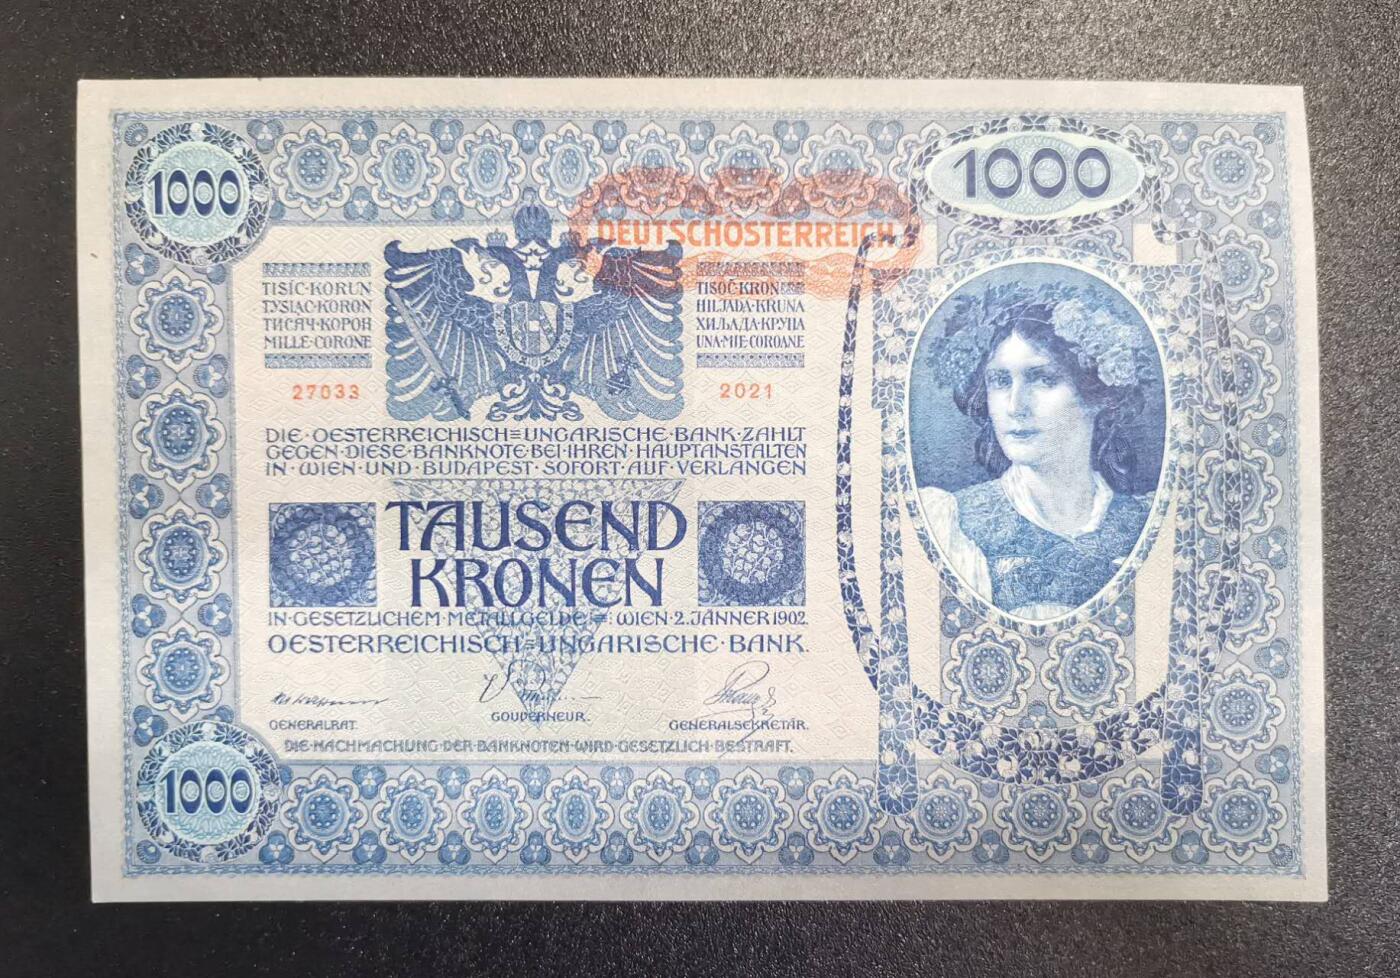 1000
1000
DEUTSCHÖSTERREICH
TISÍC·KORUN
TYSIĄC·KORON
ТИСЯЧ·КОРОН
MILLE·CORONE
TISOČ·KRON
HILJADA·KRUNA
ХИЉАДА·КРУНА
UNA·MIE·COROANE
27033
2021
DIE·OESTERREICHISCH=UNGARISCHE·BANK·ZAHLT
GEGEN·DIESE·BANKNOTE·BEI·IHREN·HAUPTANSTALTEN
IN·WIEN·UND·BUDAPEST·SOFORT·AUF·VERLANGEN
TAUSEND
KRONEN
IN·GESETZLICHEM·METALLGELDE=WIEN·2.JÄNNER 1902.
OESTERREICHISCH=UNGARISCHE·BANK.
GENERALRAT.
GOUVERNEUR.
GENERALSEKRETÄR.
DIE·NACHMACHUNG·DER·BANKNOTEN·WIRD·GESETZLICH·BESTRAFT.
1000